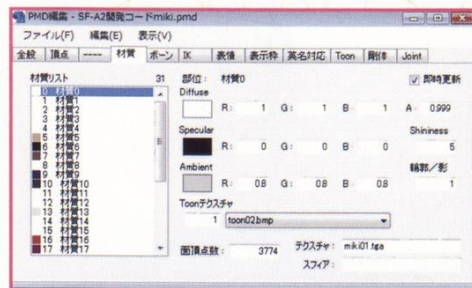 PMD編集 - SF-A2開発コードmiki.pmd
ファイル(F) 編集(E) 表示(V)
全般 頂点 ---- 材質 ボーン IK 表情 表示枠 英名対応 Toon 剛体 Joint
材質リスト 31 部位: 材質0 即時更新
0 材質0
1 材質1
2 材質2
3 材質3
4 材質4
5 材質5
6 材質6
7 材質7
8 材質8
9 材質9
10 材質10
11 材質11
12 材質12
13 材質13
14 材質14
15 材質15
16 材質16
17 材質17
Diffuse
R: 1 G: 1 B: 1 A: 0.999
Specular Shininess
R: 0 G: 0 B: 0 5
Ambient 輪郭/影
R: 0.8 G: 0.8 B: 0.8 1
Toonテクスチャ
1 toon02.bmp
面頂点数: 3774 テクスチャ: miki01.tga
スフィア: